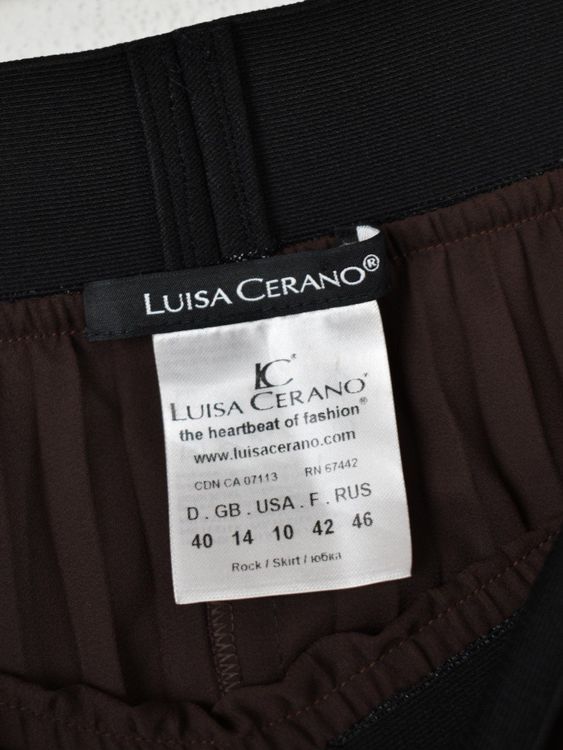 LUISA CERANO®
LC
LUISA CERANO®
the heartbeat of fashion®
www.luisacerano.com
CDN CA 07113 RN 67442
D . GB . USA . F . RUS
40 14 10 42 46
Rock / Skirt / юбка